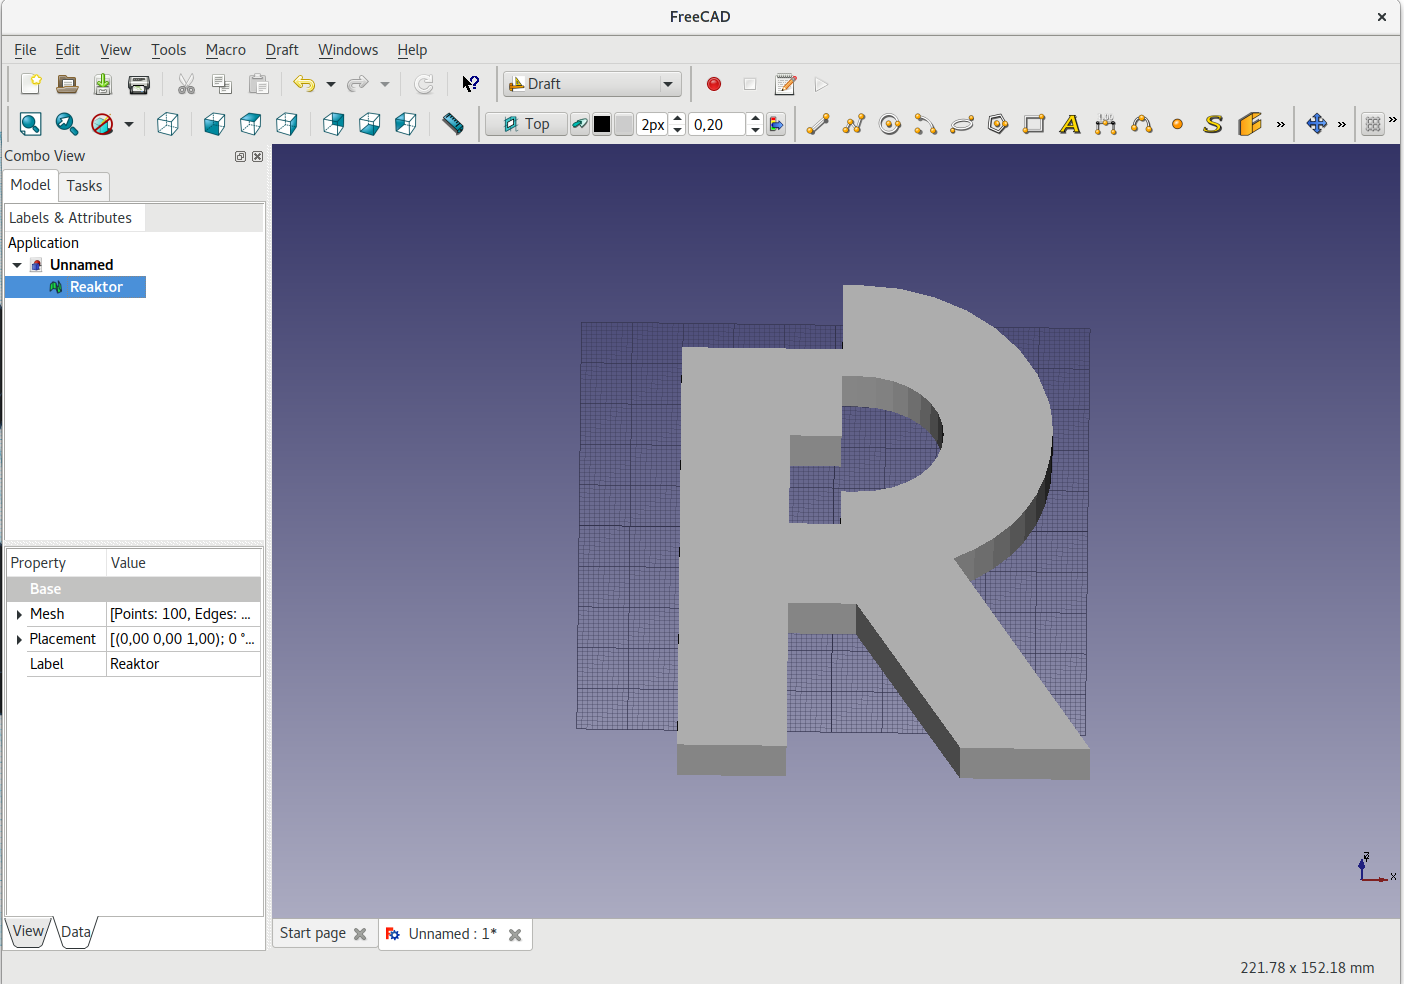 FreeCAD
File Edit View Tools Macro Draft Windows Help
Draft
Top 2px 0,20 A S » » »
Combo View
Model Tasks
Labels & Attributes
Application
Unnamed
Reaktor
Property Value
Base
Mesh [Points: 100, Edges: ...
Placement [(0,00 0,00 1,00); 0 °...
Label Reaktor
R
Z
X
View Data
Start page Unnamed : 1*
221.78 x 152.18 mm